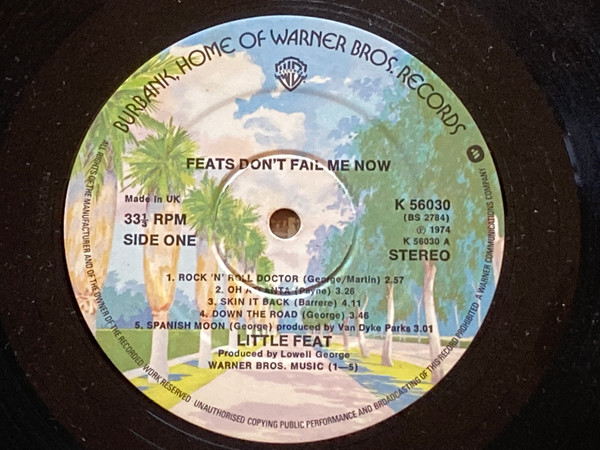 BURBANK, HOME OF WARNER BROS. RECORDS
FEATS DON'T FAIL ME NOW
Made in UK
33⅓ RPM
SIDE ONE
K 56030
(BS 2784)
℗ 1974
K 56030 A
STEREO
1. ROCK 'N' ROLL DOCTOR (George/Martin) 2.57
2. OH ATLANTA (Payne) 3.26
3. SKIN IT BACK (Barrere) 4.11
4. DOWN THE ROAD (George) 3.46
5. SPANISH MOON (George) produced by Van Dyke Parks 3.01
LITTLE FEAT
Produced by Lowell George
WARNER BROS. MUSIC (1—5)
ALL RIGHTS OF THE MANUFACTURER AND OF THE OWNER OF THE RECORDED WORK RESERVED UNAUTHORISED COPYING PUBLIC PERFORMANCE AND BROADCASTING OF THIS RECORD PROHIBITED. A WARNER COMMUNICATIONS COMPANY